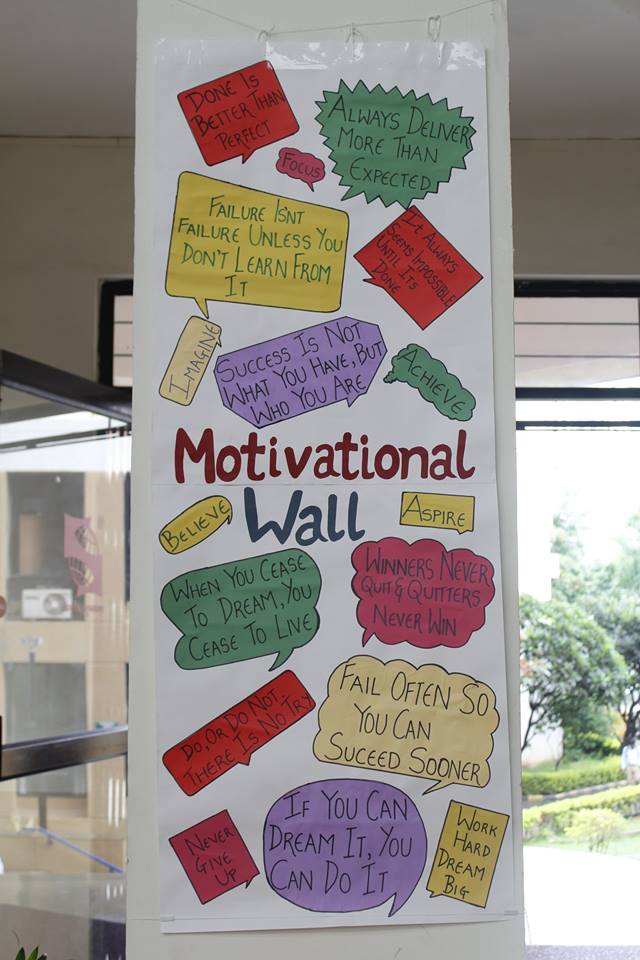 DONE IS
BETTER THAN
PERFECT
ALWAYS DELIVER
MORE THAN
EXPECTED
FOCUS
FAILURE ISN'T
FAILURE UNLESS YOU
DON'T LEARN FROM
IT
IT ALWAYS
SEEMS IMPOSSIBLE
UNTIL ITS
DONE
IMAGINE
SUCCESS IS NOT
WHAT YOU HAVE, BUT
WHO YOU ARE
ACHIEVE
Motivational
Wall
BELIEVE
ASPIRE
WHEN YOU CEASE
TO DREAM, YOU
CEASE TO LIVE
WINNERS NEVER
QUIT & QUITTERS
NEVER WIN
DO, OR DO NOT.
THERE IS NO TRY
FAIL OFTEN SO
YOU CAN
SUCEED SOONER
NEVER
GIVE
UP
IF YOU CAN
DREAM IT, YOU
CAN DO IT
WORK
HARD
DREAM
BIG